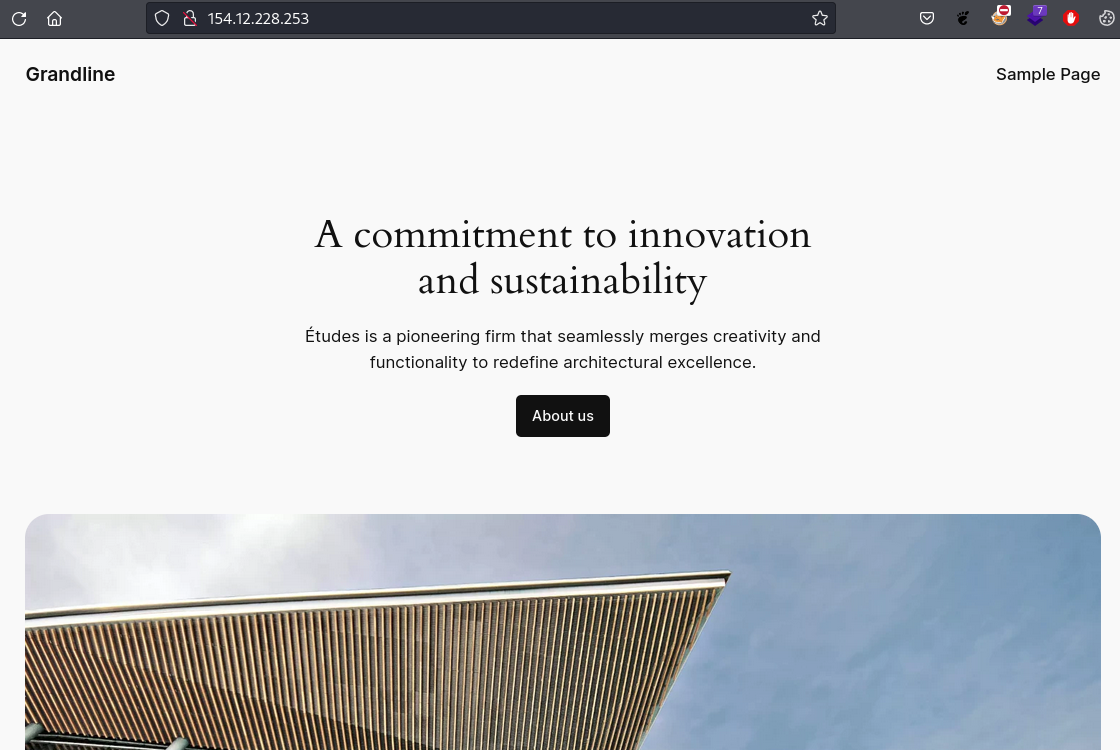 154.12.228.253
7
Grandline
Sample Page
A commitment to innovation
and sustainability
Études is a pioneering firm that seamlessly merges creativity and
functionality to redefine architectural excellence.
About us